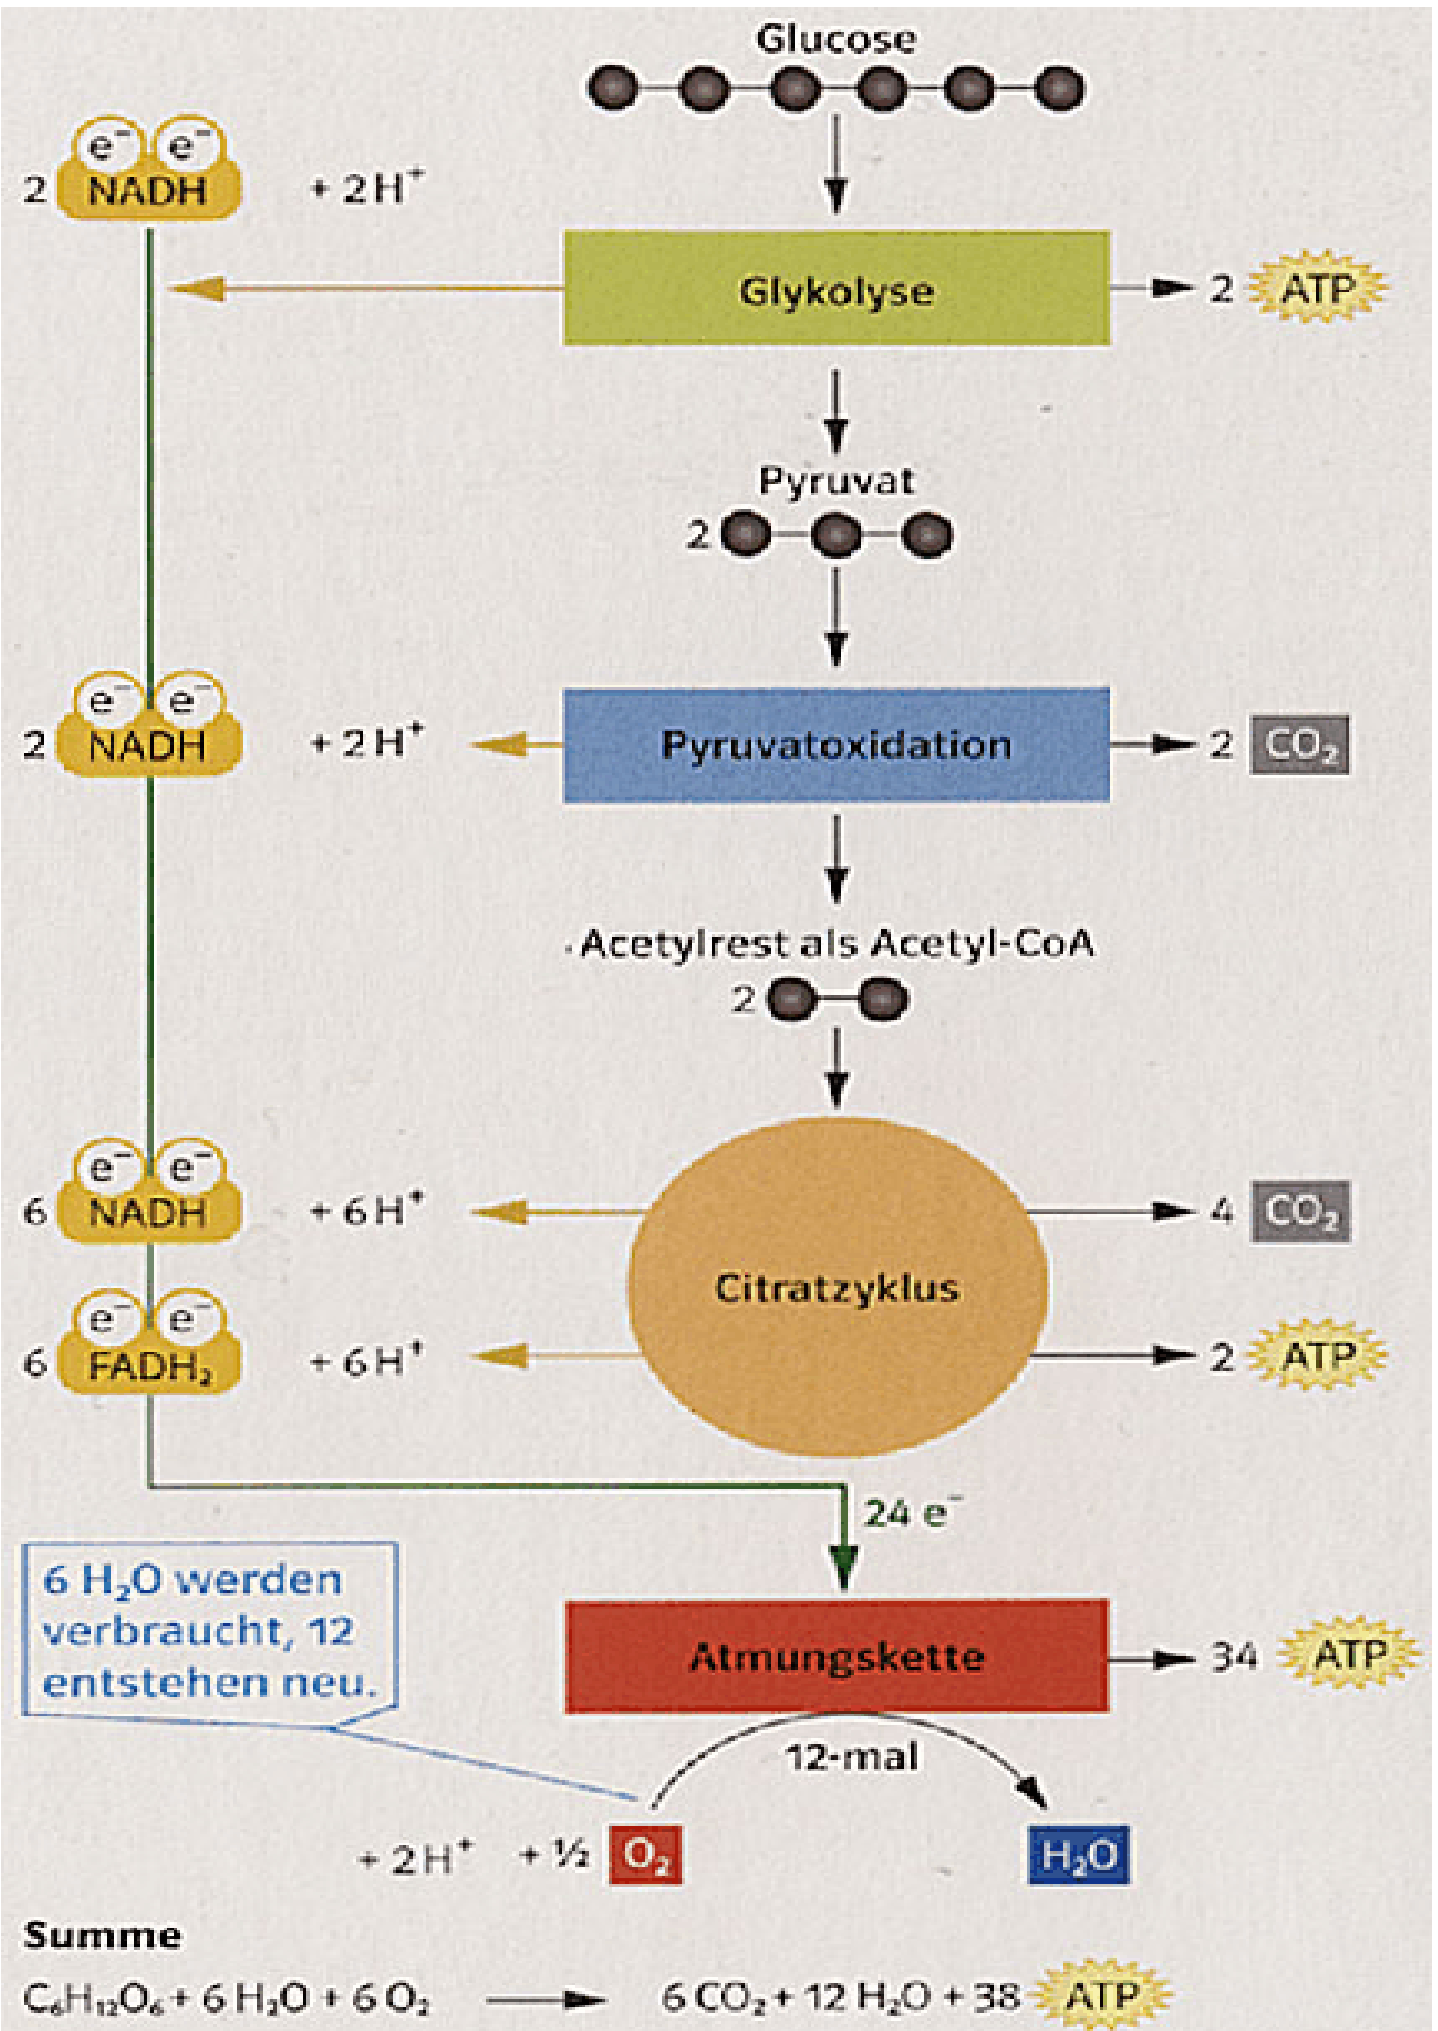 Glucose
2 e⁻ e⁻ NADH + 2 H⁺
Glykolyse
2 ATP
Pyruvat
2
2 e⁻ e⁻ NADH + 2 H⁺
Pyruvatoxidation
2 CO₂
Acetylrest als Acetyl-CoA
2
6 e⁻ e⁻ NADH + 6 H⁺
4 CO₂
Citratzyklus
6 e⁻ e⁻ FADH₂ + 6 H⁺
2 ATP
24 e⁻
6 H₂O werden
verbraucht, 12
entstehen neu.
Atmungskette
34 ATP
12-mal
+ 2 H⁺ + ½ O₂
H₂O
Summe
C₆H₁₂O₆ + 6 H₂O + 6 O₂ → 6 CO₂ + 12 H₂O + 38 ATP